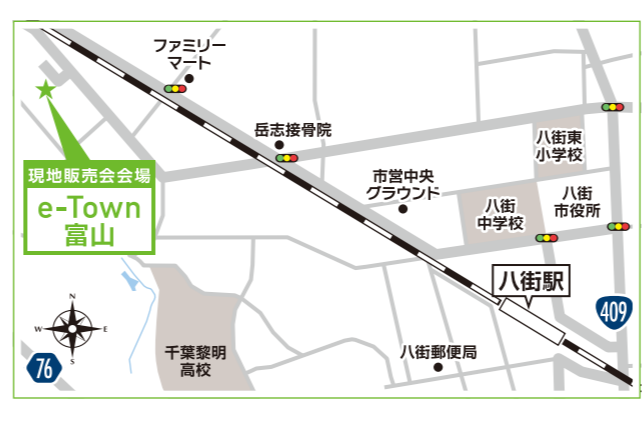 ファミリー
マート
岳志接骨院
八街東
小学校
現地販売会会場
e-Town
富山
市営中央
グラウンド
八街
中学校
八街
市役所
八街駅
409
N
W
E
S
76
千葉黎明
高校
八街郵便局